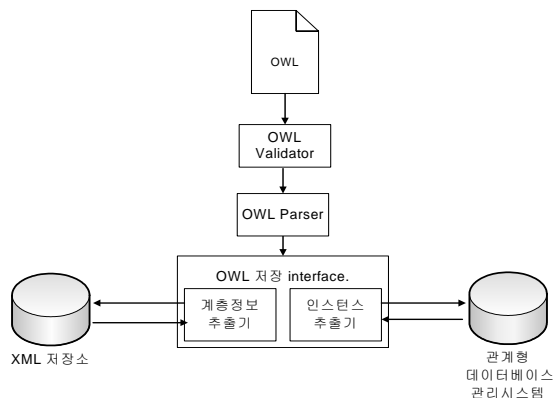 OWL
OWL
Validator
OWL Parser
OWL 저장 interface.
계층정보
추출기
인스턴스
추출기
XML 저장소
관계형
데이터베이스
관리시스템